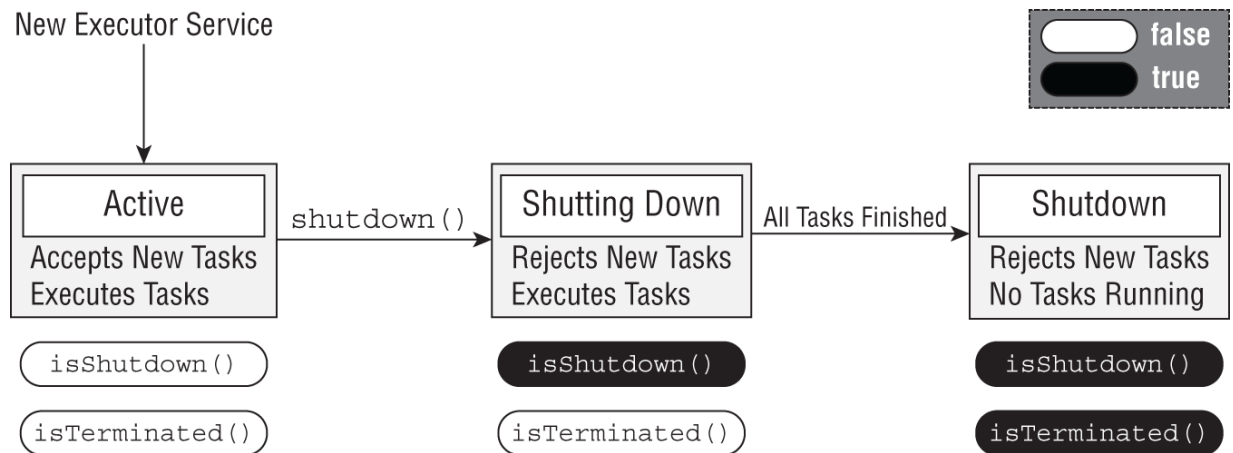 New Executor Service
false
true
Active
Accepts New Tasks
Executes Tasks
shutdown()
Shutting Down
Rejects New Tasks
Executes Tasks
All Tasks Finished
Shutdown
Rejects New Tasks
No Tasks Running
isShutdown()
isShutdown()
isShutdown()
isTerminated()
isTerminated()
isTerminated()